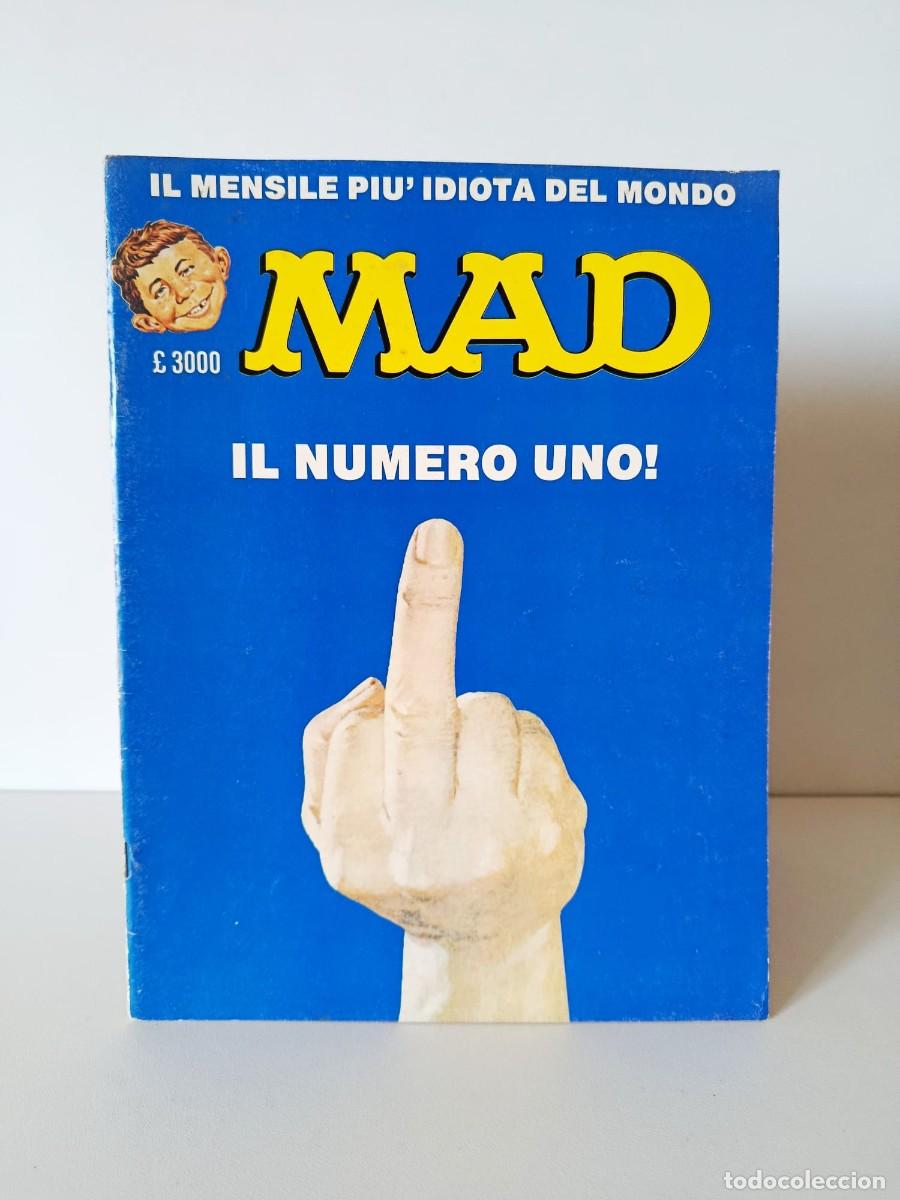 IL MENSILE PIU' IDIOTA DEL MONDO
MAD
£ 3000
IL NUMERO UNO!
todocoleccion